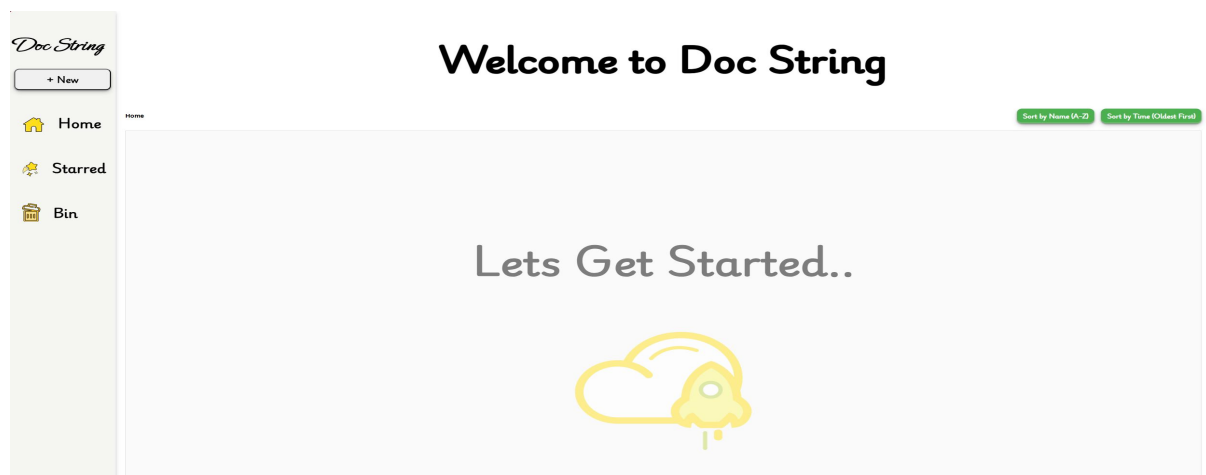 Doc String
+ New
Home
Starred
Bin
Welcome to Doc String
Home
Sort by Name (A-Z)
Sort by Time (Oldest First)
Lets Get Started..